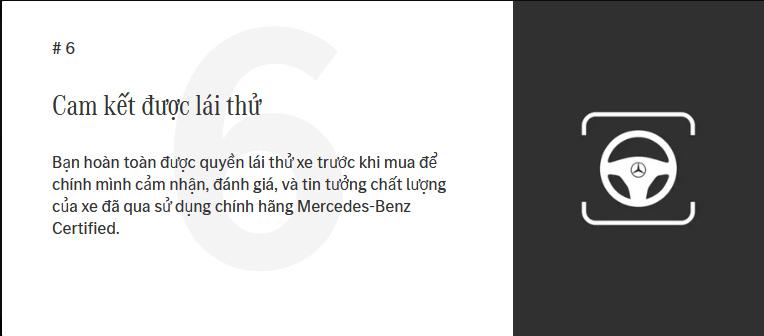 # 6
Cam kết được lái thử
Bạn hoàn toàn được quyền lái thử xe trước khi mua để
chính mình cảm nhận, đánh giá, và tin tưởng chất lượng
của xe đã qua sử dụng chính hãng Mercedes-Benz
Certified.
6